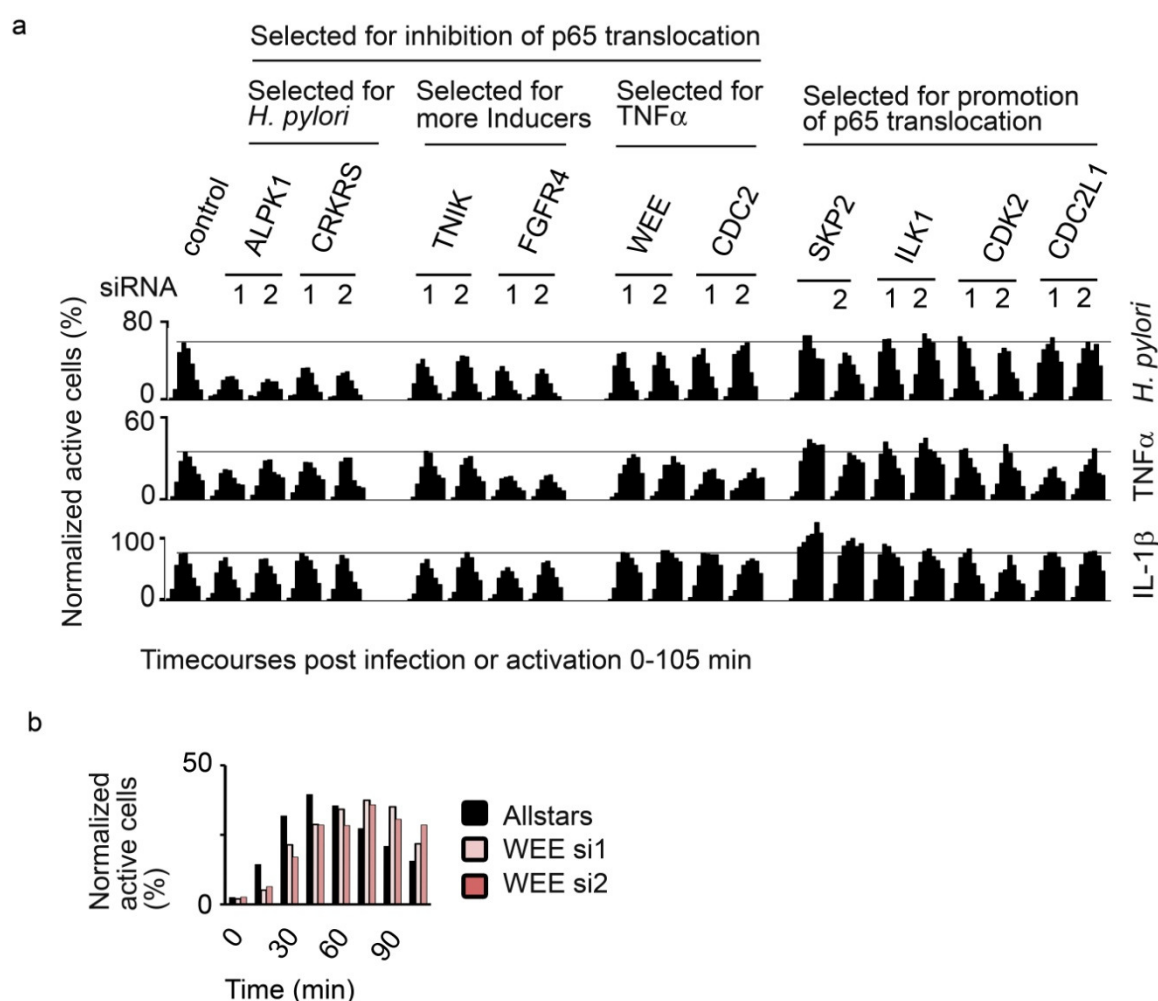 a
Selected for inhibition of p65 translocation
Selected for
H. pylori
Selected for
more Inducers
Selected for
TNFα
Selected for promotion
of p65 translocation
control
ALPK1
CRKRS
TNIK
FGFR4
WEE
CDC2
SKP2
ILK1
CDK2
CDC2L1
siRNA 1 2 1 2 1 2 1 2 1 2 1 2 2 1 2 1 2 1 2
Normalized active cells (%)
80
0
H. pylori
60
0
TNFα
100
0
IL-1β
Timecourses post infection or activation 0-105 min
b
Normalized
active cells
(%)
50
0
0 30 60 90
Time (min)
Allstars
WEE si1
WEE si2